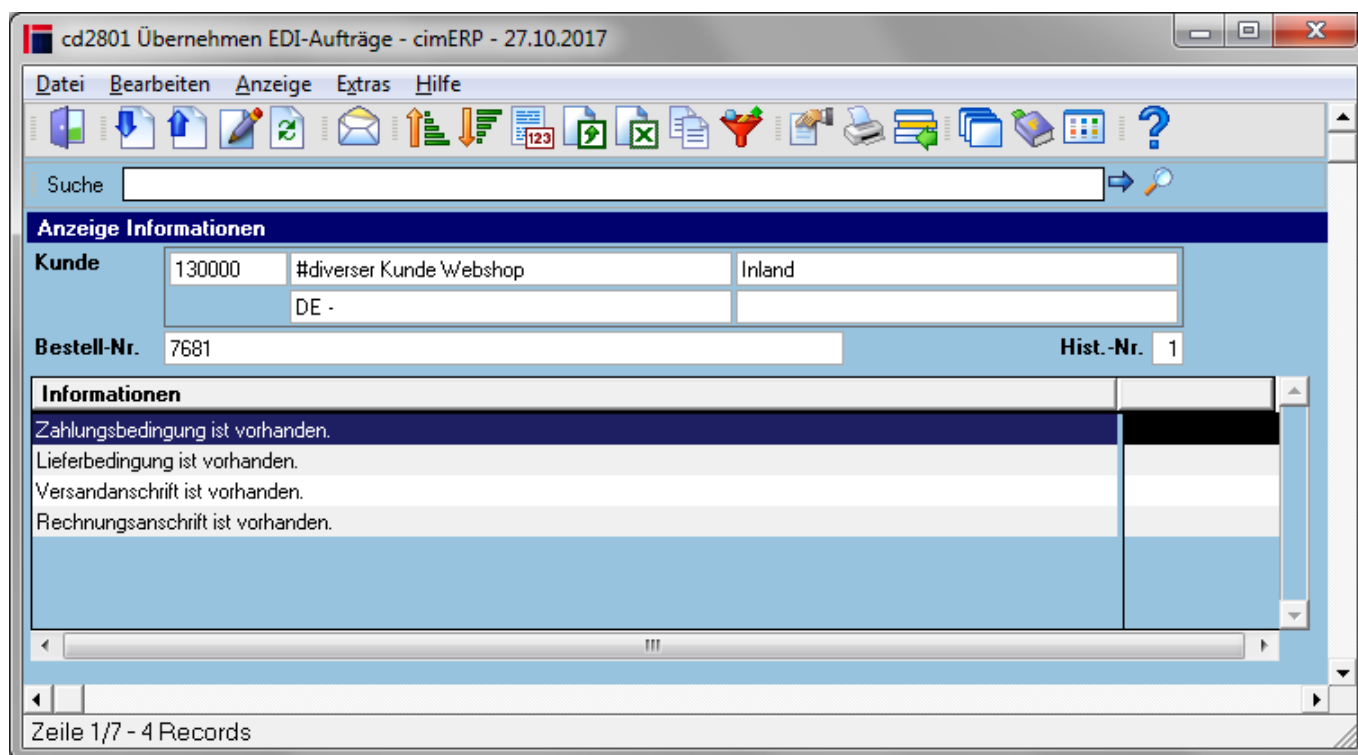 cd2801 Übernehmen EDI-Aufträge - cimERP - 27.10.2017
Datei Bearbeiten Anzeige Extras Hilfe
123
Suche
Anzeige Informationen
Kunde 130000 #diverser Kunde Webshop Inland
DE -
Bestell-Nr. 7681 Hist.-Nr. 1
Informationen
Zahlungsbedingung ist vorhanden.
Lieferbedingung ist vorhanden.
Versandanschrift ist vorhanden.
Rechnungsanschrift ist vorhanden.
Zeile 1/7 - 4 Records